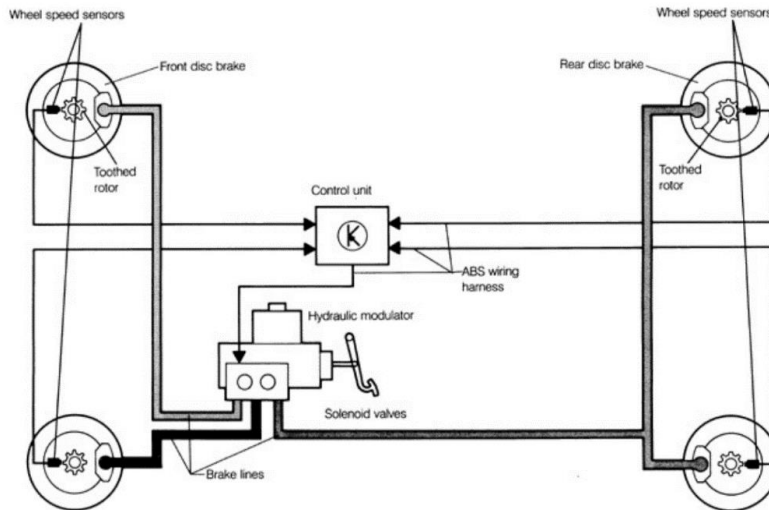 Wheel speed sensors
Wheel speed sensors
Front disc brake
Rear disc brake
Toothed
rotor
Toothed
rotor
Control unit
K
ABS wiring
harness
Hydraulic modulator
Solenoid valves
Brake lines